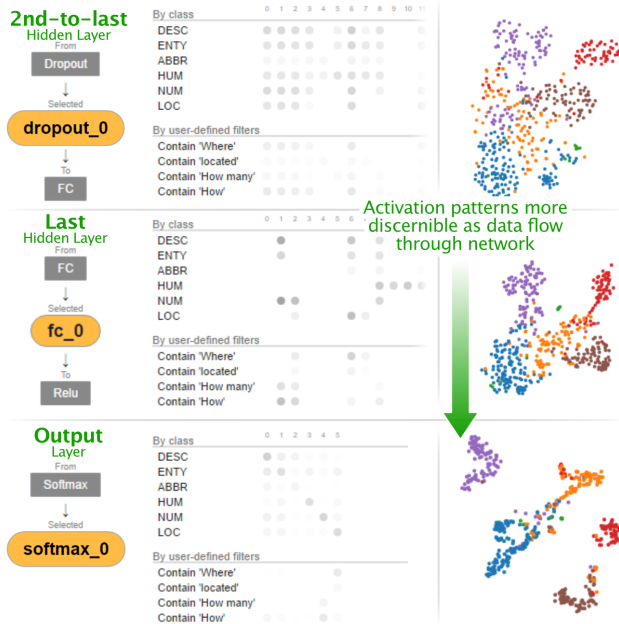 2nd-to-last
Hidden Layer
From
Dropout
Selected
dropout_0
To
FC
By class
0 1 2 3 4 5 6 7 8 9 10 11
DESC
ENTY
ABBR
HUM
NUM
LOC
By user-defined filters
Contain 'Where'
Contain 'located'
Contain 'How many'
Contain 'How'
Last
Hidden Layer
From
FC
Selected
fc_0
To
Relu
By class
0 1 2 3 4 5 6 7 8
DESC
ENTY
ABBR
HUM
NUM
LOC
By user-defined filters
Contain 'Where'
Contain 'located'
Contain 'How many'
Contain 'How'
Activation patterns more
discernible as data flow
through network
Output
Layer
From
Softmax
Selected
softmax_0
By class
0 1 2 3 4 5
DESC
ENTY
ABBR
HUM
NUM
LOC
By user-defined filters
Contain 'Where'
Contain 'located'
Contain 'How many'
Contain 'How'